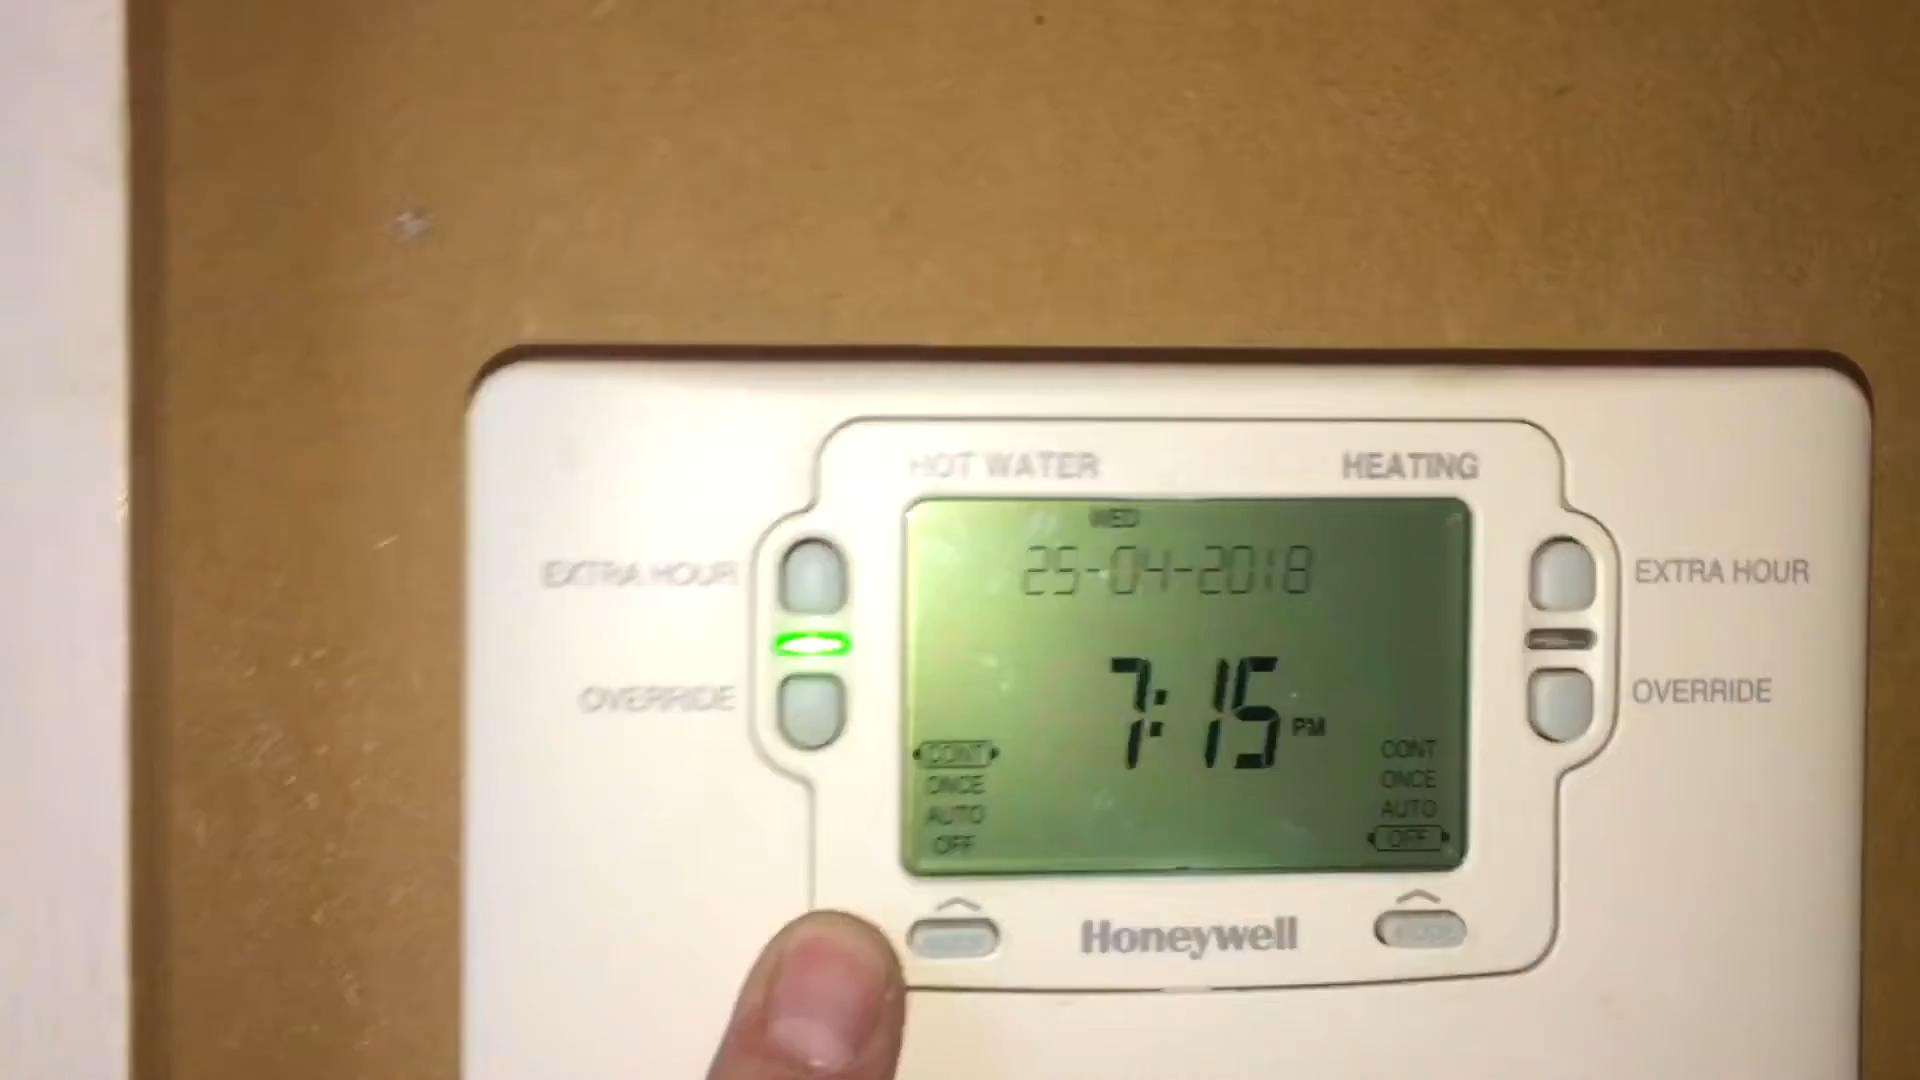 HOT WATER HEATING
WED
25-04-2018
EXTRA HOUR
EXTRA HOUR
OVERRIDE
7:15 PM
OVERRIDE
CONT
ONCE
AUTO
OFF
CONT
ONCE
AUTO
OFF
Honeywell